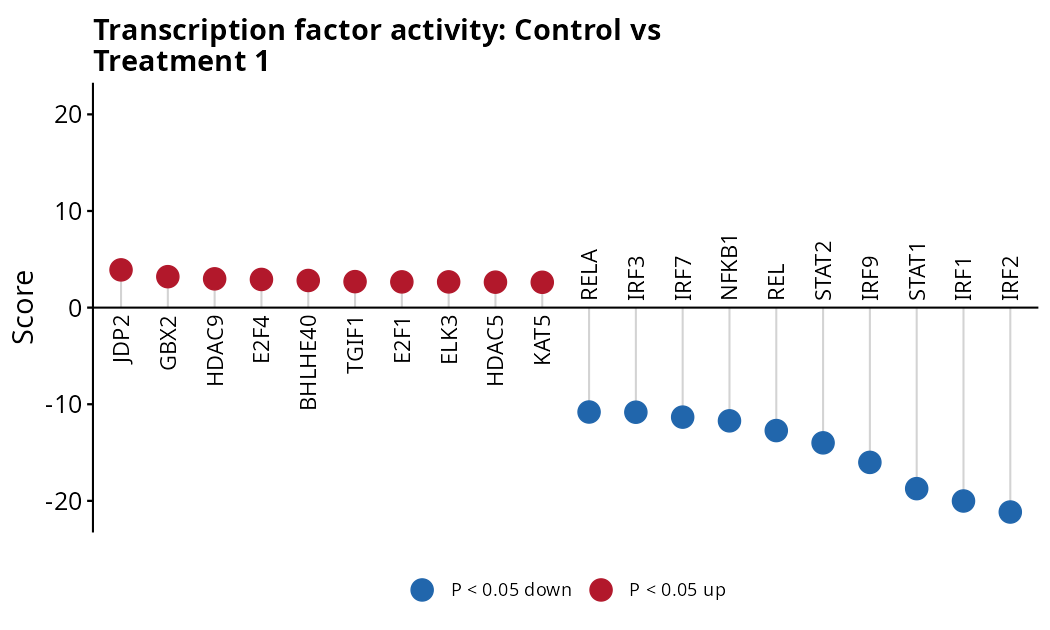 Transcription factor activity: Control vs
Treatment 1
Score
20
10
0
-10
-20
JDP2
GBX2
HDAC9
E2F4
BHLHE40
TGIF1
E2F1
ELK3
HDAC5
KAT5
RELA
IRF3
IRF7
NFKB1
REL
STAT2
IRF9
STAT1
IRF1
IRF2
P < 0.05 down
P < 0.05 up